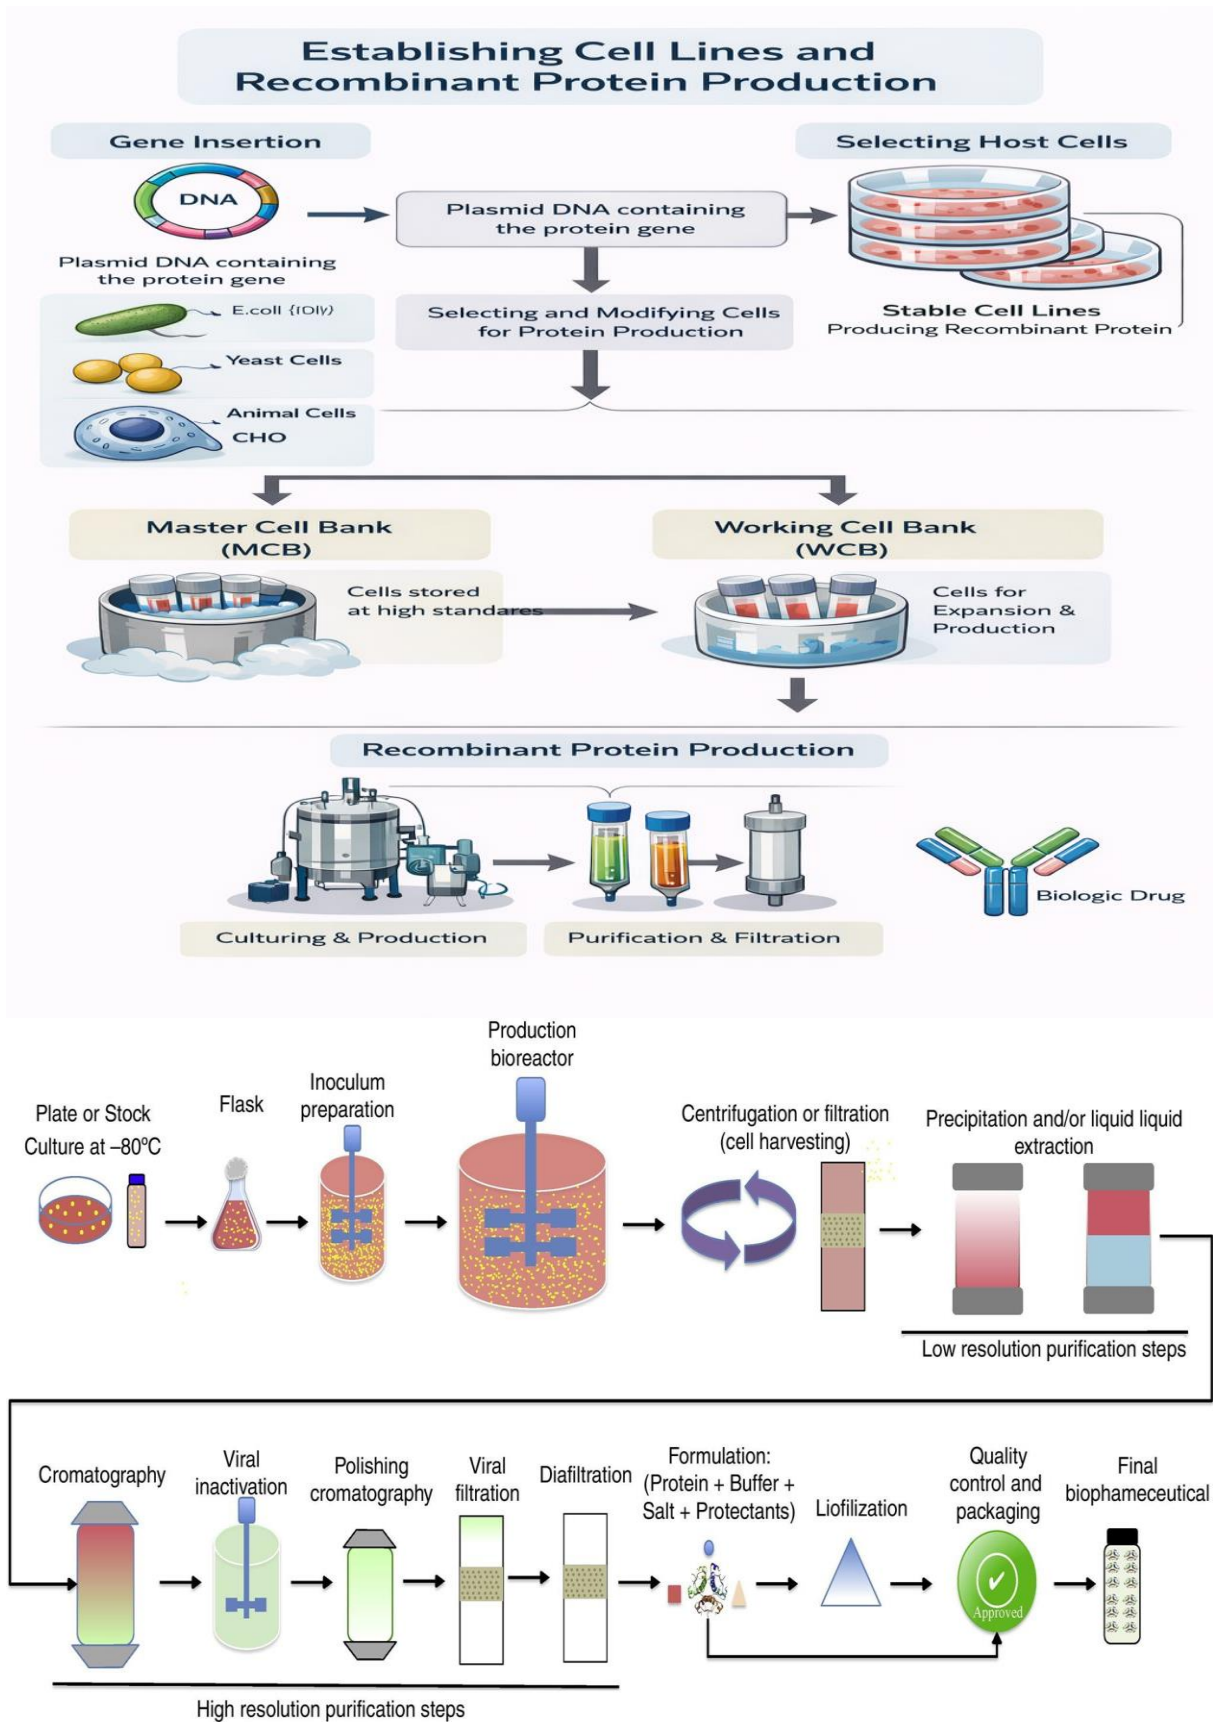 Establishing Cell Lines and
Recombinant Protein Production
Gene Insertion
DNA
Plasmid DNA containing
the protein gene
Plasmid DNA containing
the protein gene
Selecting Host Cells
Stable Cell Lines
Producing Recombinant Protein
Selecting and Modifying Cells
for Protein Production
E.coll
Yeast Cells
Animal Cells
CHO
Master Cell Bank
(MCB)
Cells stored
at high standares
Working Cell Bank
(WCB)
Cells for
Expansion &
Production
Recombinant Protein Production
Culturing & Production
Purification & Filtration
Biologic Drug
Plate or Stock
Culture at –80ºC
Flask
Inoculum
preparation
Production
bioreactor
Centrifugation or filtration
(cell harvesting)
Precipitation and/or liquid liquid
extraction
Low resolution purification steps
Cromatography
Viral
inactivation
Polishing
cromatography
Viral
filtration
Diafiltration
Formulation:
(Protein + Buffer +
Salt + Protectants)
Liofilization
Quality
control and
packaging
Approved
Final
biophameceutical
High resolution purification steps